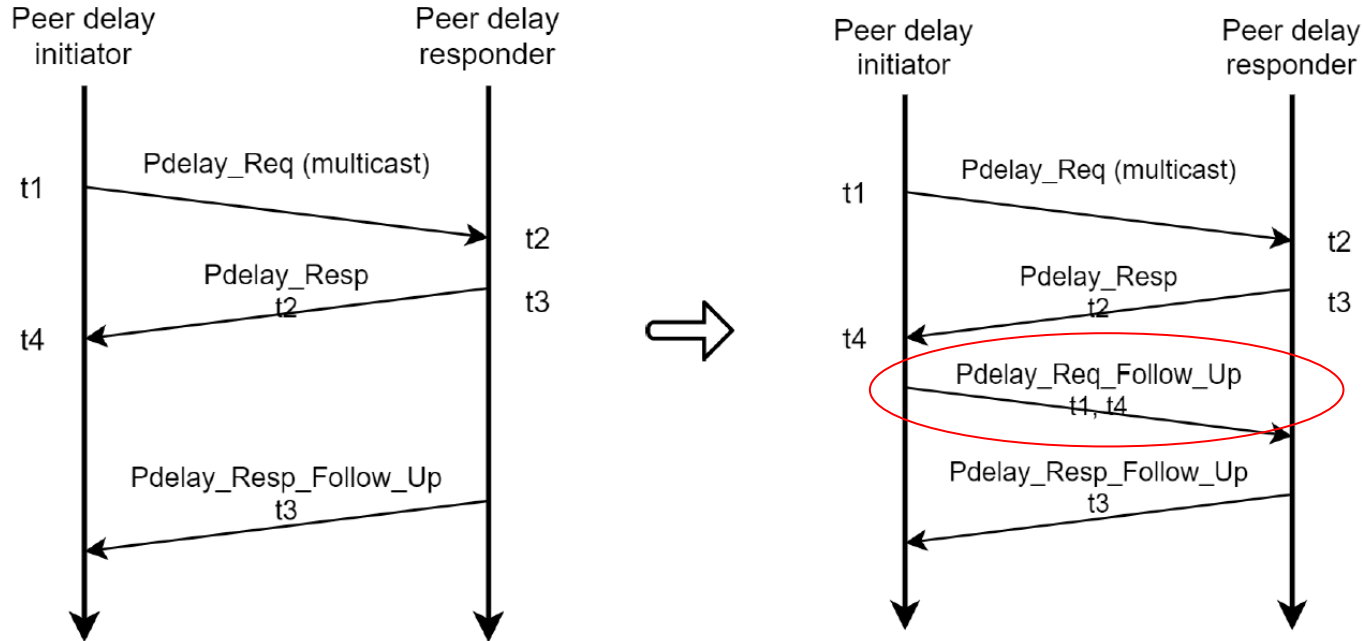 Peer delay
initiator
Peer delay
responder
Pdelay_Req (multicast)
t1
t2
Pdelay_Resp
t2
t3
t4
Pdelay_Resp_Follow_Up
t3
Peer delay
initiator
Peer delay
responder
Pdelay_Req (multicast)
t1
t2
Pdelay_Resp
t2
t3
t4
Pdelay_Req_Follow_Up
t1, t4
Pdelay_Resp_Follow_Up
t3